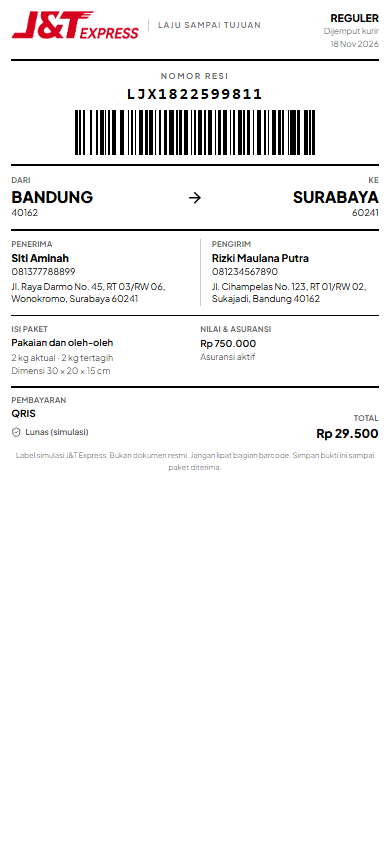 J&T EXPRESS
LAJU SAMPAI TUJUAN
REGULER
Dijemput kurir
18 Nov 2026
NOMOR RESI
LJX1822599811
DARI
BANDUNG
40162
→
KE
SURABAYA
60241
PENERIMA
Siti Aminah
081377788899
Jl. Raya Darmo No. 45, RT 03/RW 06,
Wonokromo, Surabaya 60241
PENGIRIM
Rizki Maulana Putra
081234567890
Jl. Cihampelas No. 123, RT 01/RW 02,
Sukajadi, Bandung 40162
ISI PAKET
Pakaian dan oleh-oleh
2 kg aktual · 2 kg tertagih
Dimensi 30 × 20 × 15 cm
NILAI & ASURANSI
Rp 750.000
Asuransi aktif
PEMBAYARAN
QRIS
Lunas (simulasi)
TOTAL
Rp 29.500
Label simulasi J&T Express. Bukan dokumen resmi. Jangan lipat bagian barcode. Simpan bukti ini sampai
paket diterima.